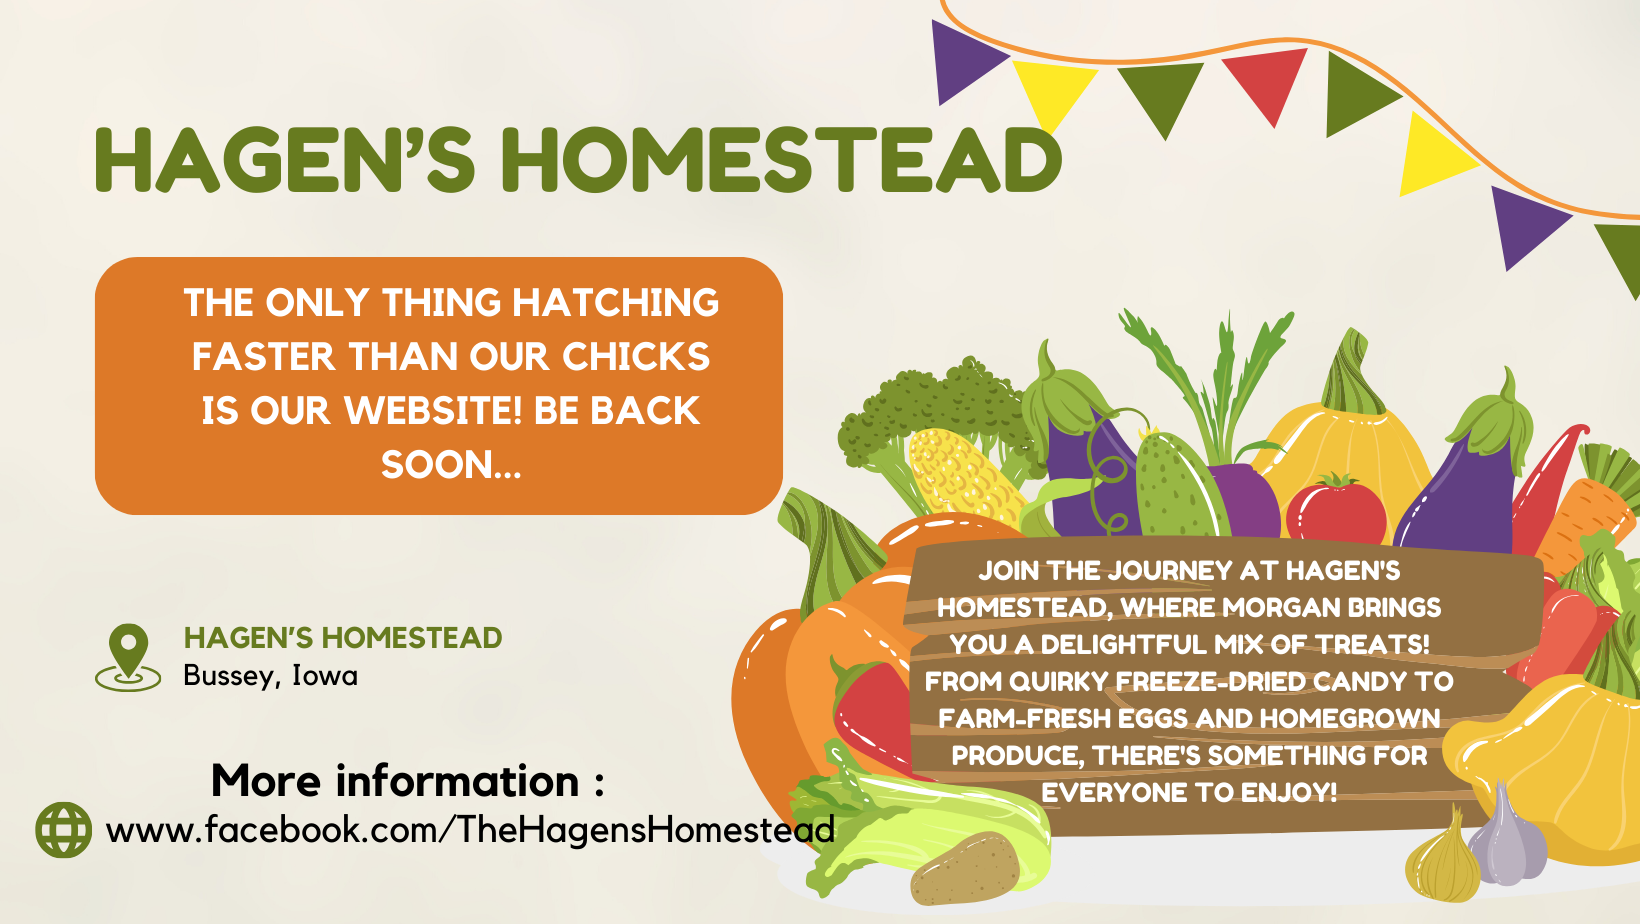 HAGEN’S HOMESTEAD
THE ONLY THING HATCHING
FASTER THAN OUR CHICKS
IS OUR WEBSITE! BE BACK
SOON...
HAGEN’S HOMESTEAD
Bussey, Iowa
More information :
www.facebook.com/TheHagensHomestead
JOIN THE JOURNEY AT HAGEN'S
HOMESTEAD, WHERE MORGAN BRINGS
YOU A DELIGHTFUL MIX OF TREATS!
FROM QUIRKY FREEZE-DRIED CANDY TO
FARM-FRESH EGGS AND HOMEGROWN
PRODUCE, THERE'S SOMETHING FOR
EVERYONE TO ENJOY!